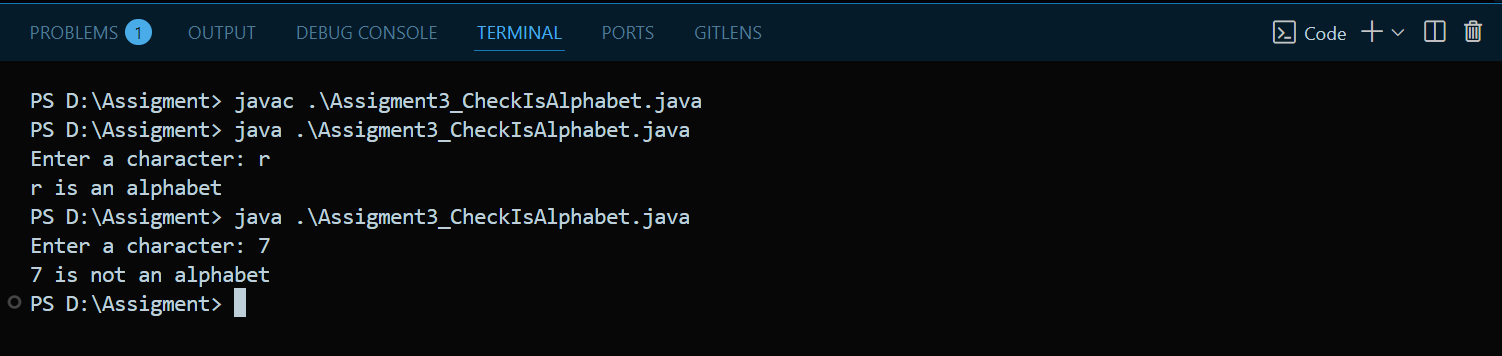 PROBLEMS 1 OUTPUT DEBUG CONSOLE TERMINAL PORTS GITLENS Code
PS D:\Assigment> javac .\Assigment3_CheckIsAlphabet.java
PS D:\Assigment> java .\Assigment3_CheckIsAlphabet.java
Enter a character: r
r is an alphabet
PS D:\Assigment> java .\Assigment3_CheckIsAlphabet.java
Enter a character: 7
7 is not an alphabet
PS D:\Assigment>